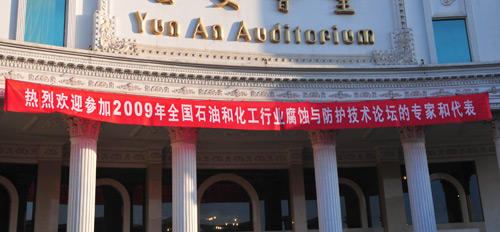 Yun An Auditorium
热烈欢迎参加2009年全国石油和化工行业腐蚀与防护技术论坛的专家和代表